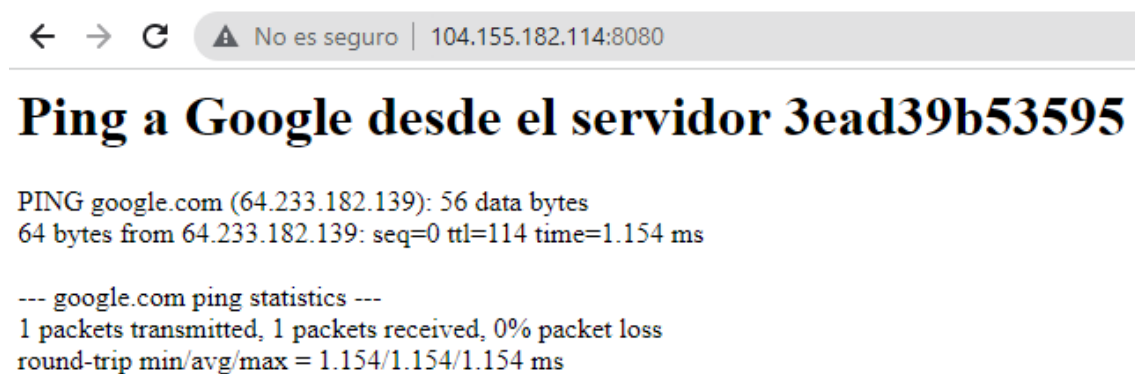 No es seguro | 104.155.182.114:8080
Ping a Google desde el servidor 3ead39b53595
PING google.com (64.233.182.139): 56 data bytes
64 bytes from 64.233.182.139: seq=0 ttl=114 time=1.154 ms
--- google.com ping statistics ---
1 packets transmitted, 1 packets received, 0% packet loss
round-trip min/avg/max = 1.154/1.154/1.154 ms